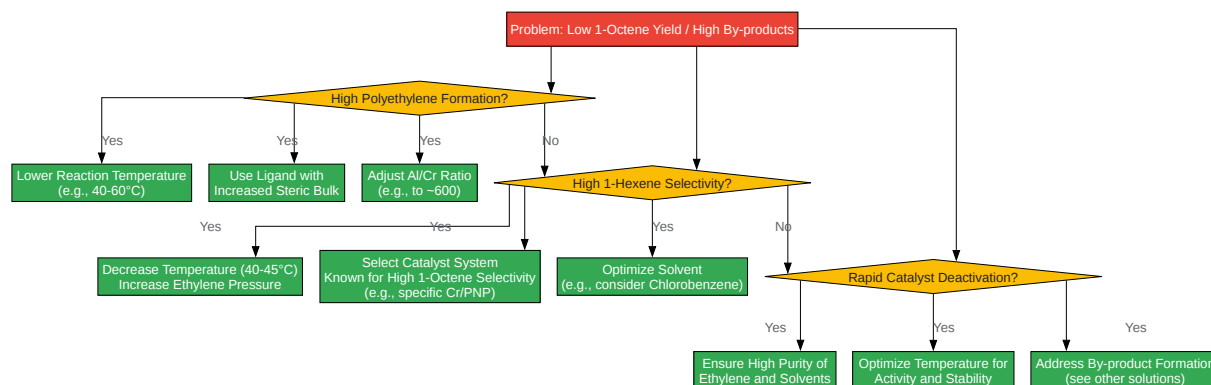 Problem: Low 1-Octene Yield / High By-products
High Polyethylene Formation?
Yes
Yes
Yes
No
Lower Reaction Temperature
(e.g., 40-60°C)
Use Ligand with
Increased Steric Bulk
Adjust Al/Cr Ratio
(e.g., to ~600)
High 1-Hexene Selectivity?
Yes
Yes
Yes
No
Decrease Temperature (40-45°C)
Increase Ethylene Pressure
Select Catalyst System
Known for High 1-Octene Selectivity
(e.g., specific Cr/PNP)
Optimize Solvent
(e.g., consider Chlorobenzene)
Rapid Catalyst Deactivation?
Yes
Yes
Yes
Ensure High Purity of
Ethylene and Solvents
Optimize Temperature for
Activity and Stability
Address By-product Formation
(see other solutions)